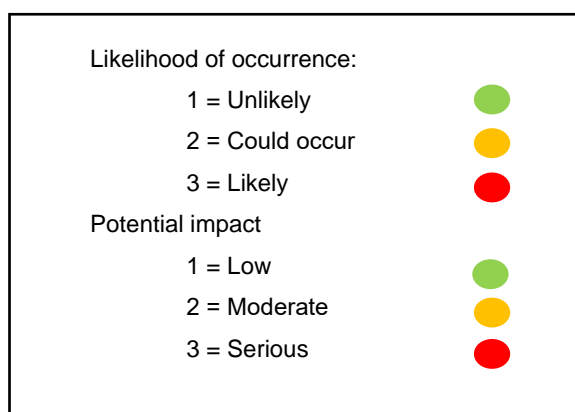 Likelihood of occurrence:
1 = Unlikely
2 = Could occur
3 = Likely
Potential impact
1 = Low
2 = Moderate
3 = Serious